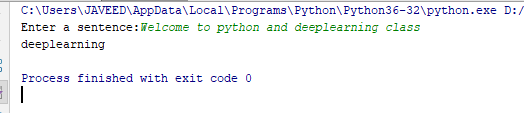 C:\Users\JAVEED\AppData\Local\Programs\Python\Python36-32\python.exe D:/
Enter a sentence:Welcome to python and deeplearning class
deeplearning
Process finished with exit code 0